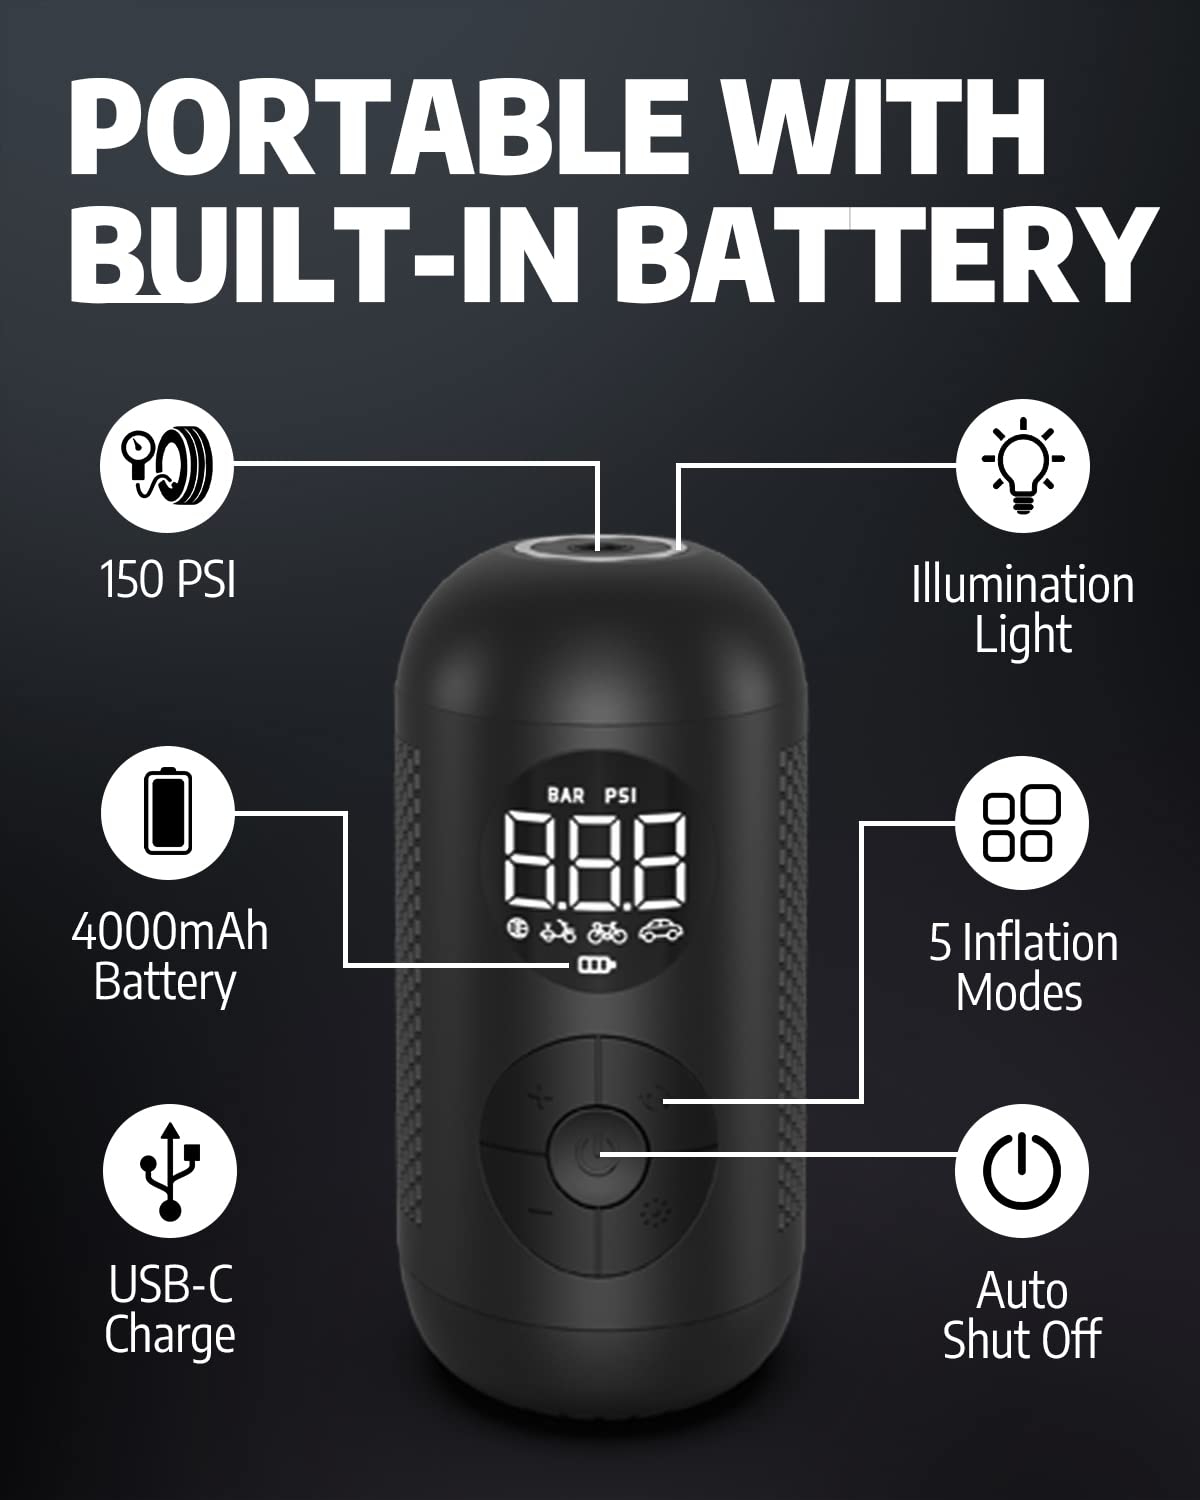 PORTABLE WITH
BUILT-IN BATTERY
150 PSI
Illumination
Light
BAR PSI
8.8.8
4000mAh
Battery
5 Inflation
Modes
USB-C
Charge
Auto
Shut Off